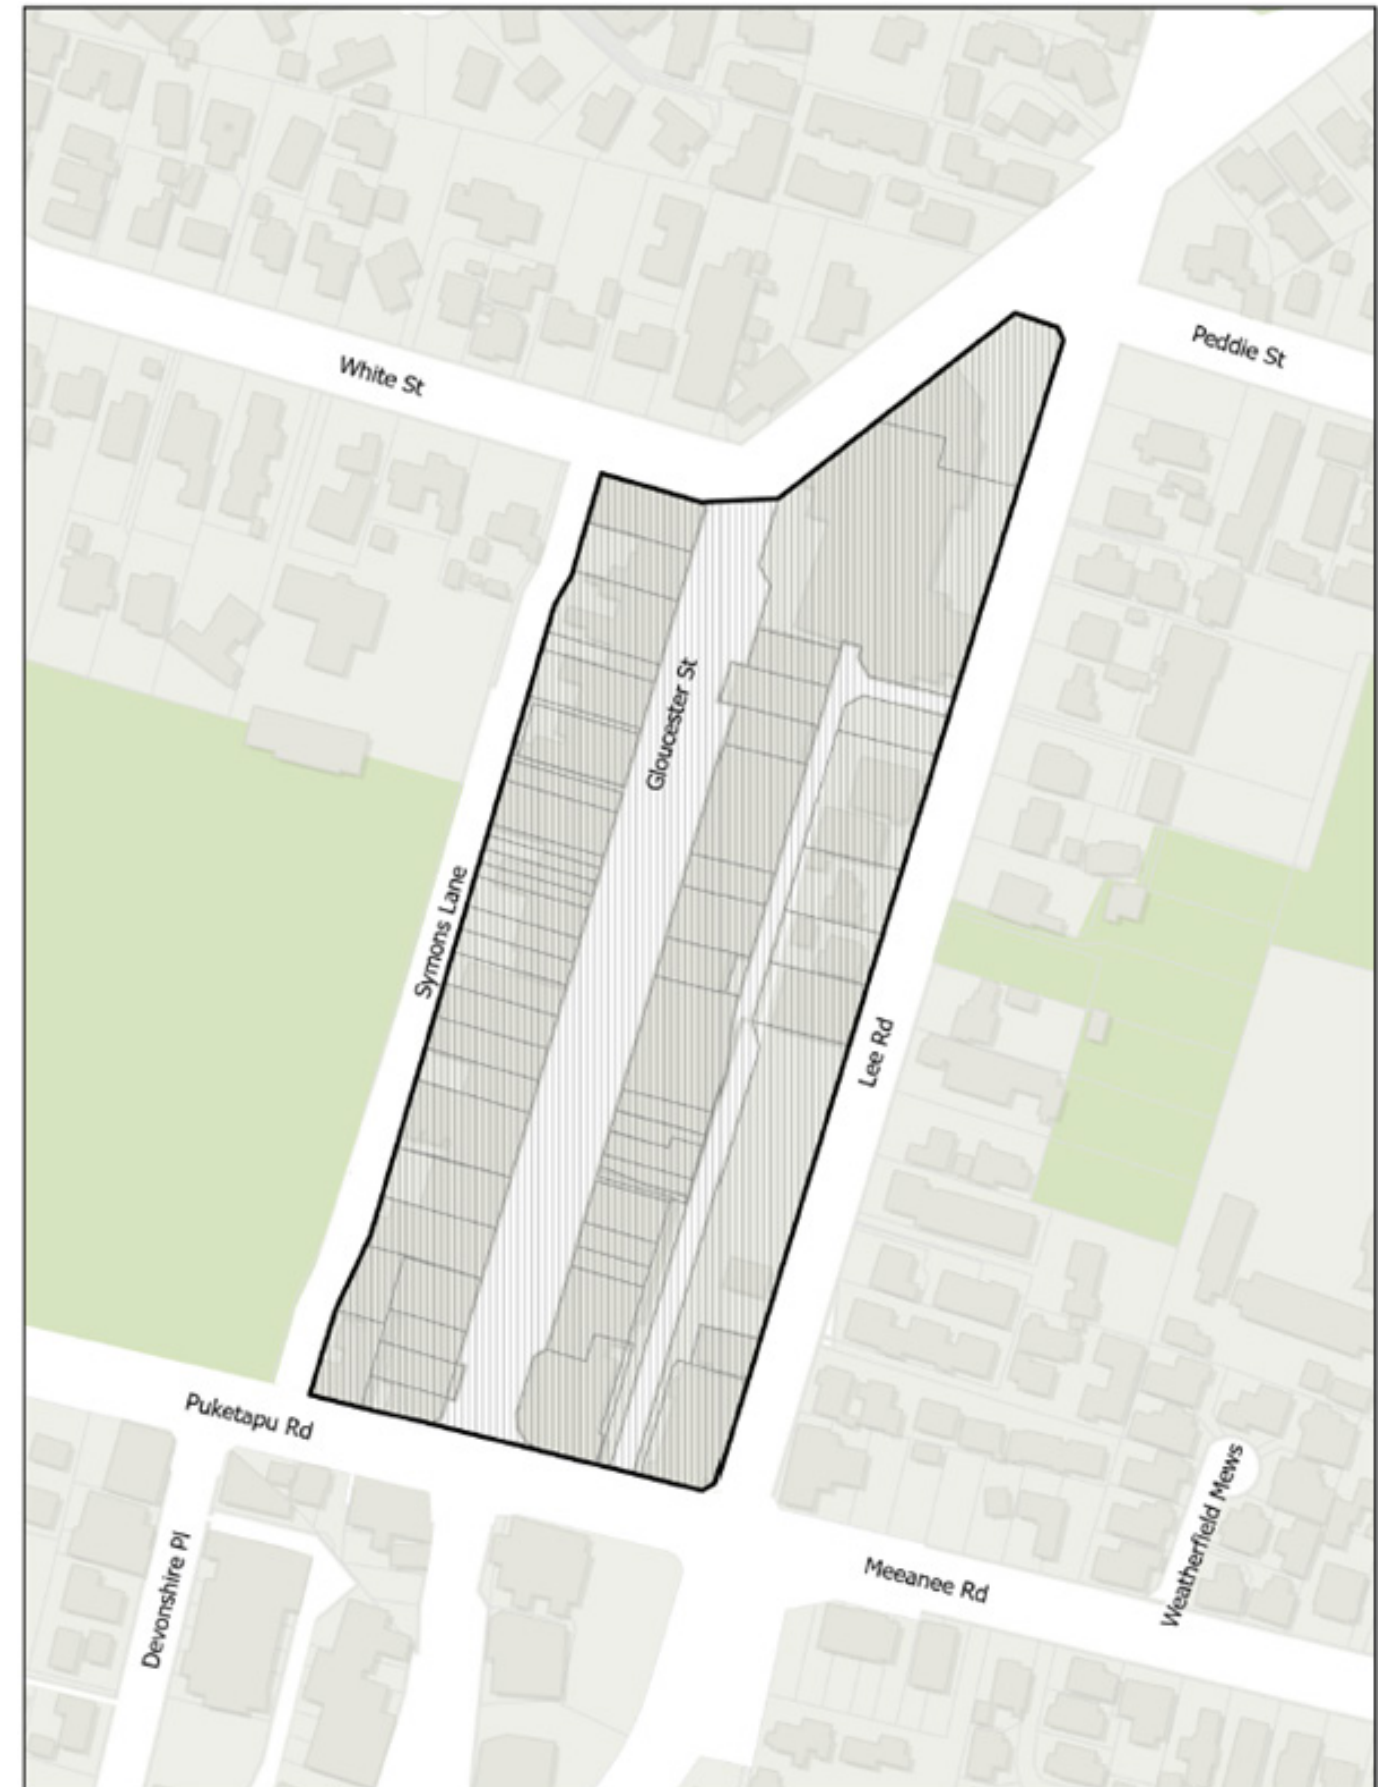 Peddie St
White St
Gloucester St
Symons Lane
Lee Rd
Puketapu Rd
Weatherfield Mews
Devonshire Pl
Meeanee Rd